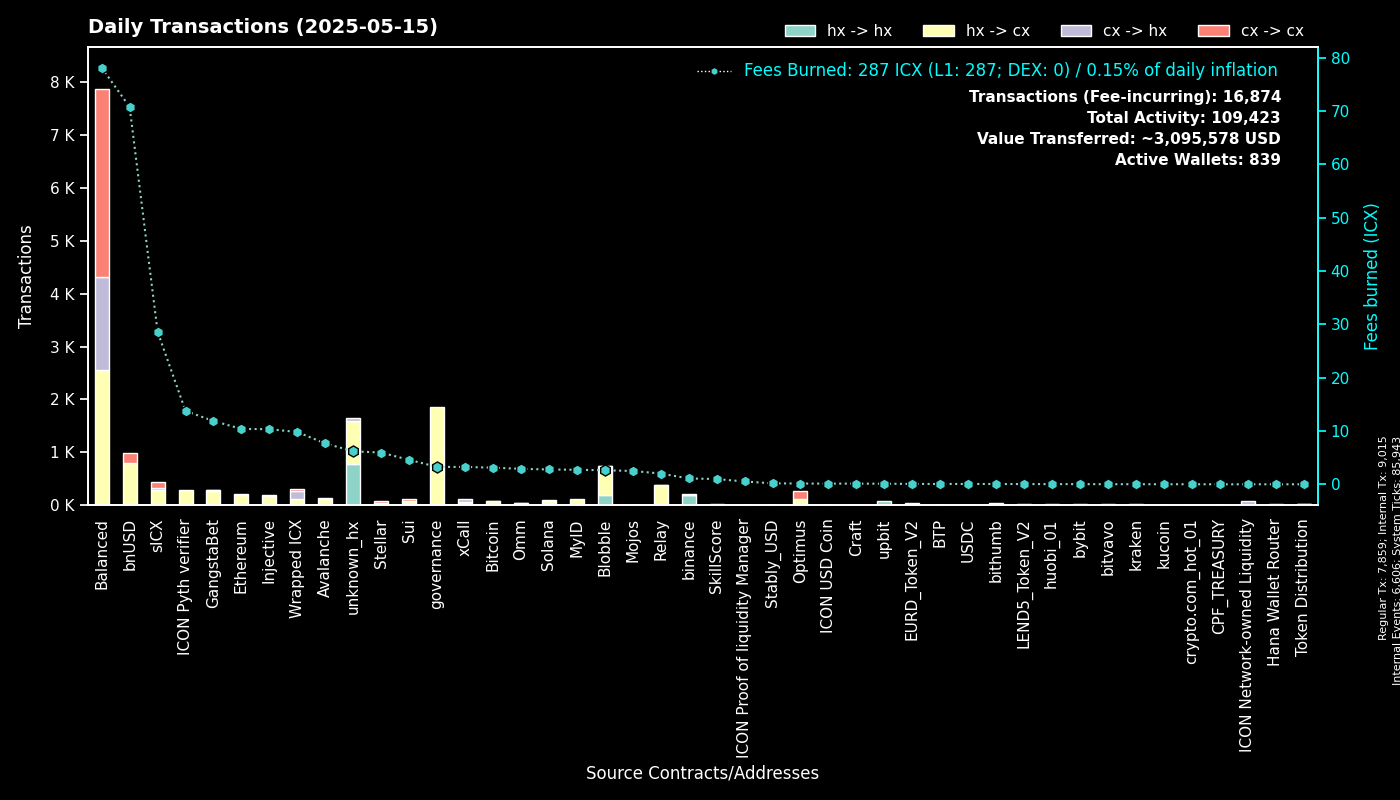 Daily Transactions (2025-05-15)
hx -> hx
hx -> cx
cx -> hx
cx -> cx
Fees Burned: 287 ICX (L1: 287; DEX: 0) / 0.15% of daily inflation
Transactions (Fee-incurring): 16,874
Total Activity: 109,423
Value Transferred: ~3,095,578 USD
Active Wallets: 839
Transactions
8 K
7 K
6 K
5 K
4 K
3 K
2 K
1 K
0 K
80
70
60
50
40
30
20
10
0
Fees burned (ICX)
Balanced
bnUSD
sICX
ICON Pyth verifier
GangstaBet
Ethereum
Injective
Wrapped ICX
Avalanche
unknown_hx
Stellar
Sui
governance
xCall
Bitcoin
Omm
Solana
MyID
Blobble
Mojos
Relay
binance
SkillScore
ICON Proof of liquidity Manager
Stably_USD
Optimus
ICON USD Coin
Craft
upbit
EURD_Token_V2
BTP
USDC
bithumb
LEND5_Token_V2
huobi_01
bybit
bitvavo
kraken
kucoin
crypto.com_hot_01
CPF_TREASURY
ICON Network-owned Liquidity
Hana Wallet Router
Token Distribution
Source Contracts/Addresses
Regular Tx: 7,859; Internal Tx: 9,015
Internal Events: 6,606; System Ticks: 85,943